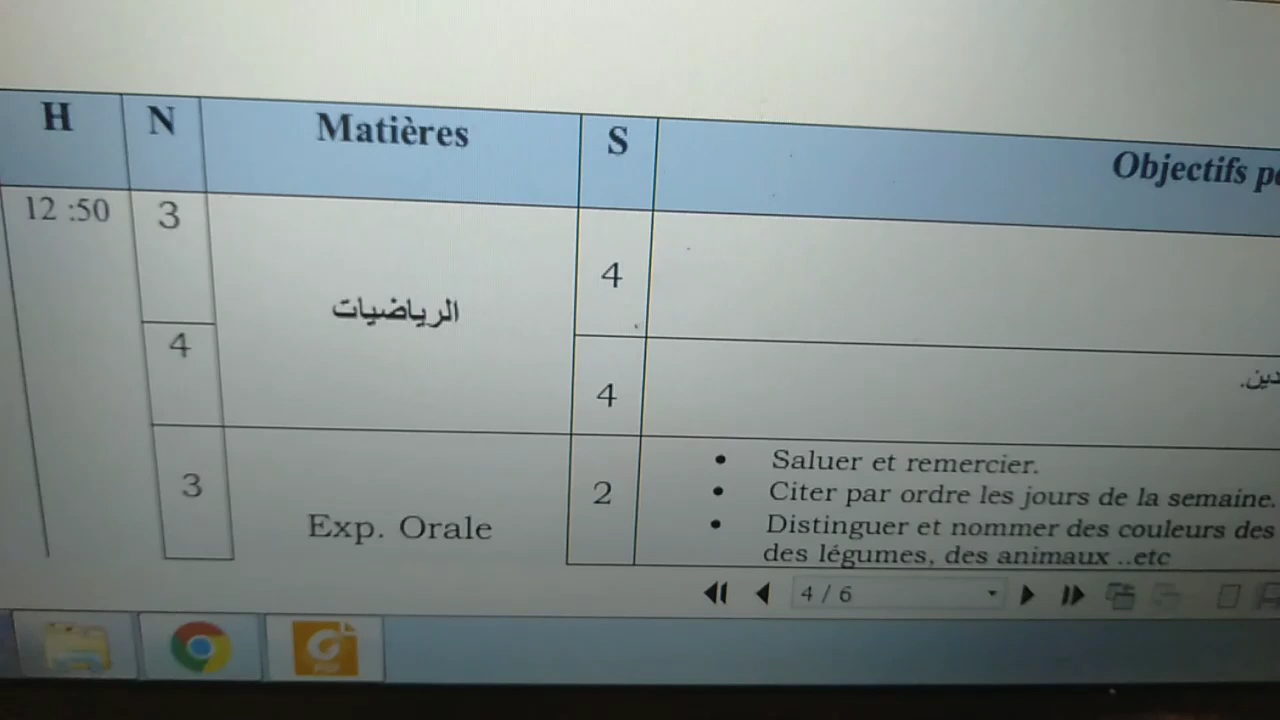 H N Matières S Objectifs
12 :50 3
الرياضيات
4
4
4
3
Exp. Orale
2
• Saluer et remercier.
• Citer par ordre les jours de la semaine.
• Distinguer et nommer des couleurs des
des légumes, des animaux ..etc
4 / 6
PDF